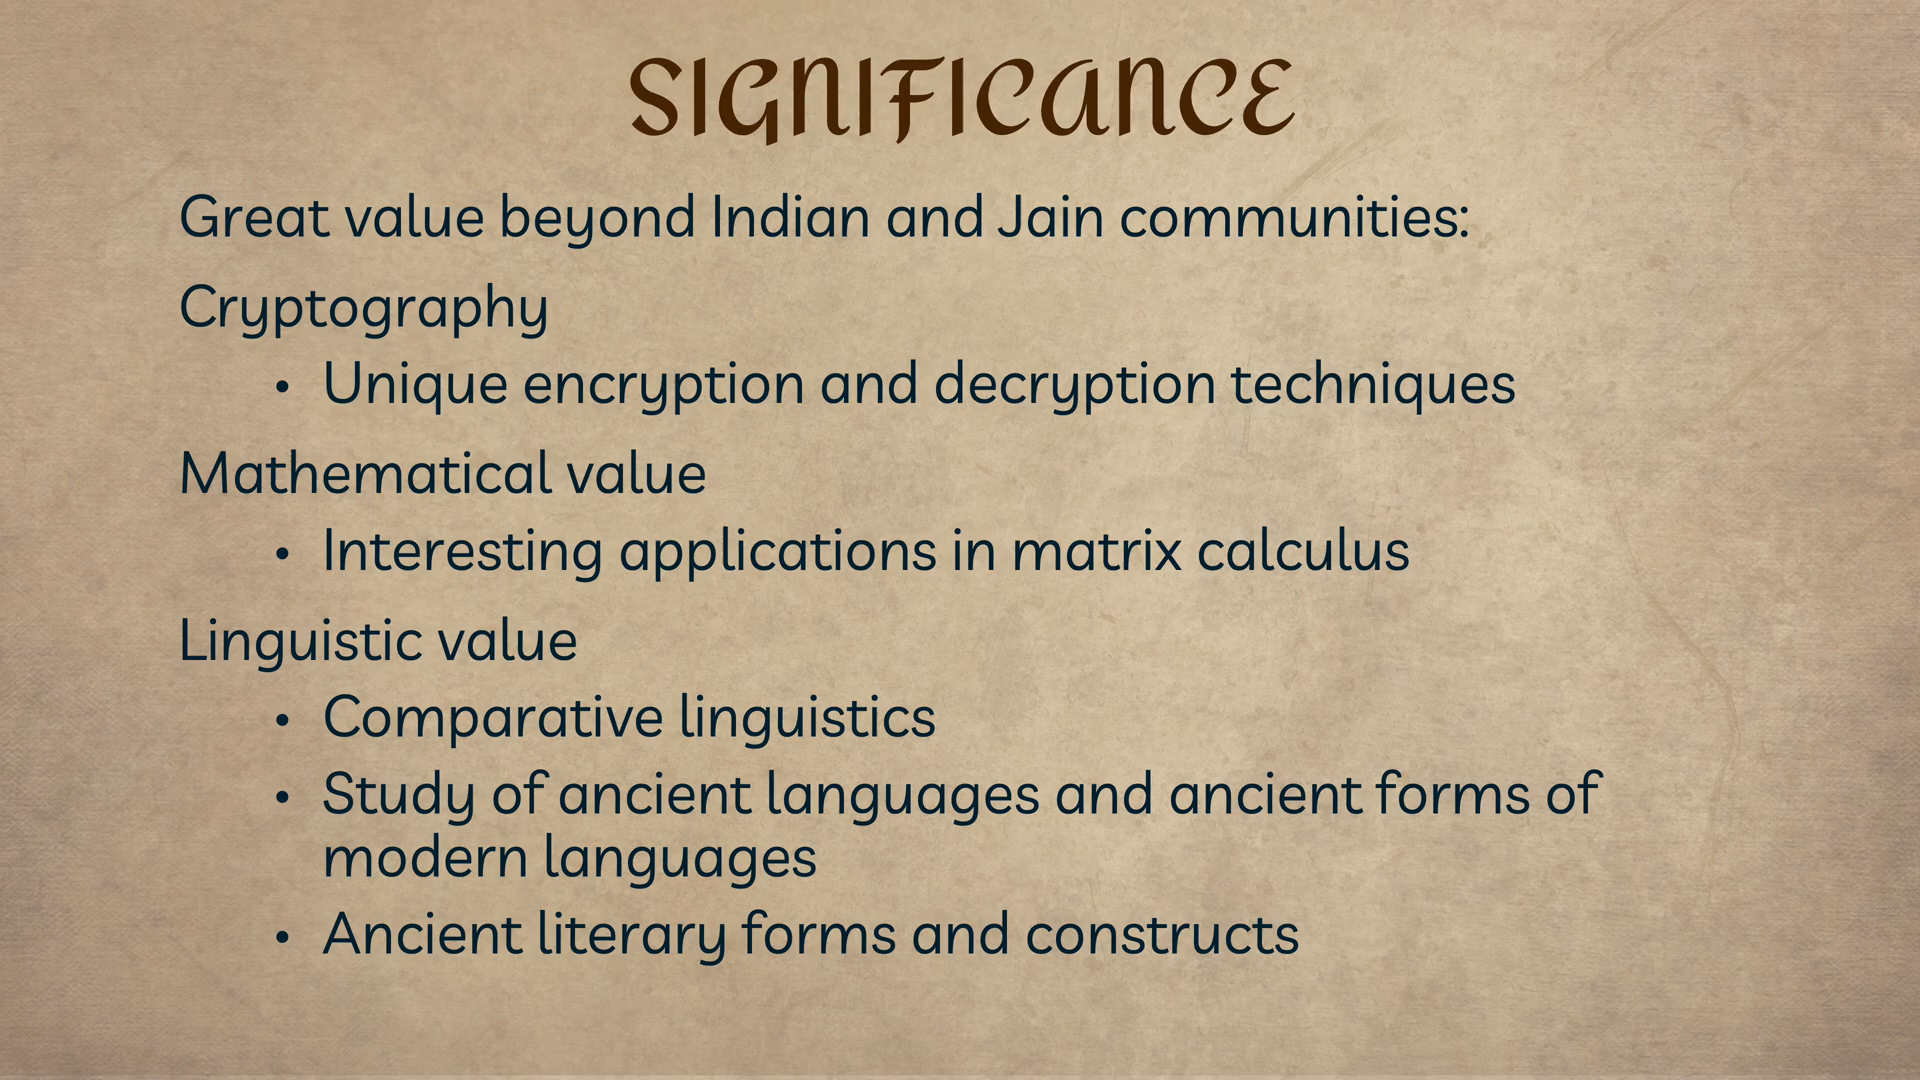 SIGNIFICANCE
Great value beyond Indian and Jain communities:
Cryptography
• Unique encryption and decryption techniques
Mathematical value
• Interesting applications in matrix calculus
Linguistic value
• Comparative linguistics
• Study of ancient languages and ancient forms of
modern languages
• Ancient literary forms and constructs